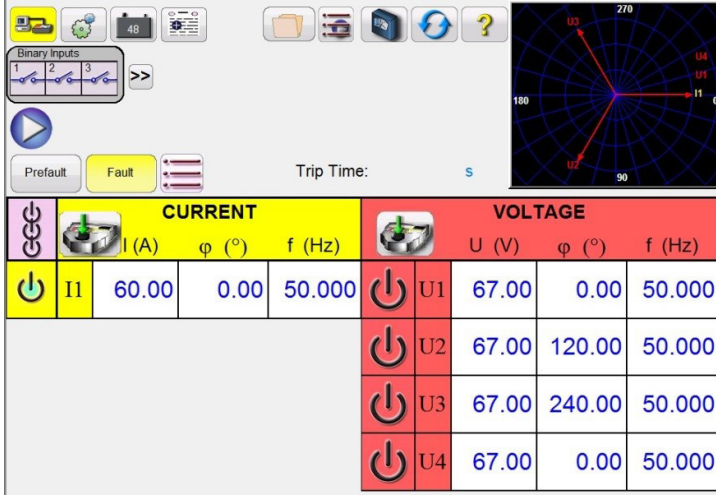 48
Binary Inputs
1 2 3
>>
270
U3
U4
U1
I1
180
0
U2
90
Prefault
Fault
Trip Time:
s
CURRENT
I (A) φ (°) f (Hz)
VOLTAGE
U (V) φ (°) f (Hz)
I1 60.00 0.00 50.000
U1 67.00 0.00 50.000
U2 67.00 120.00 50.000
U3 67.00 240.00 50.000
U4 67.00 0.00 50.000